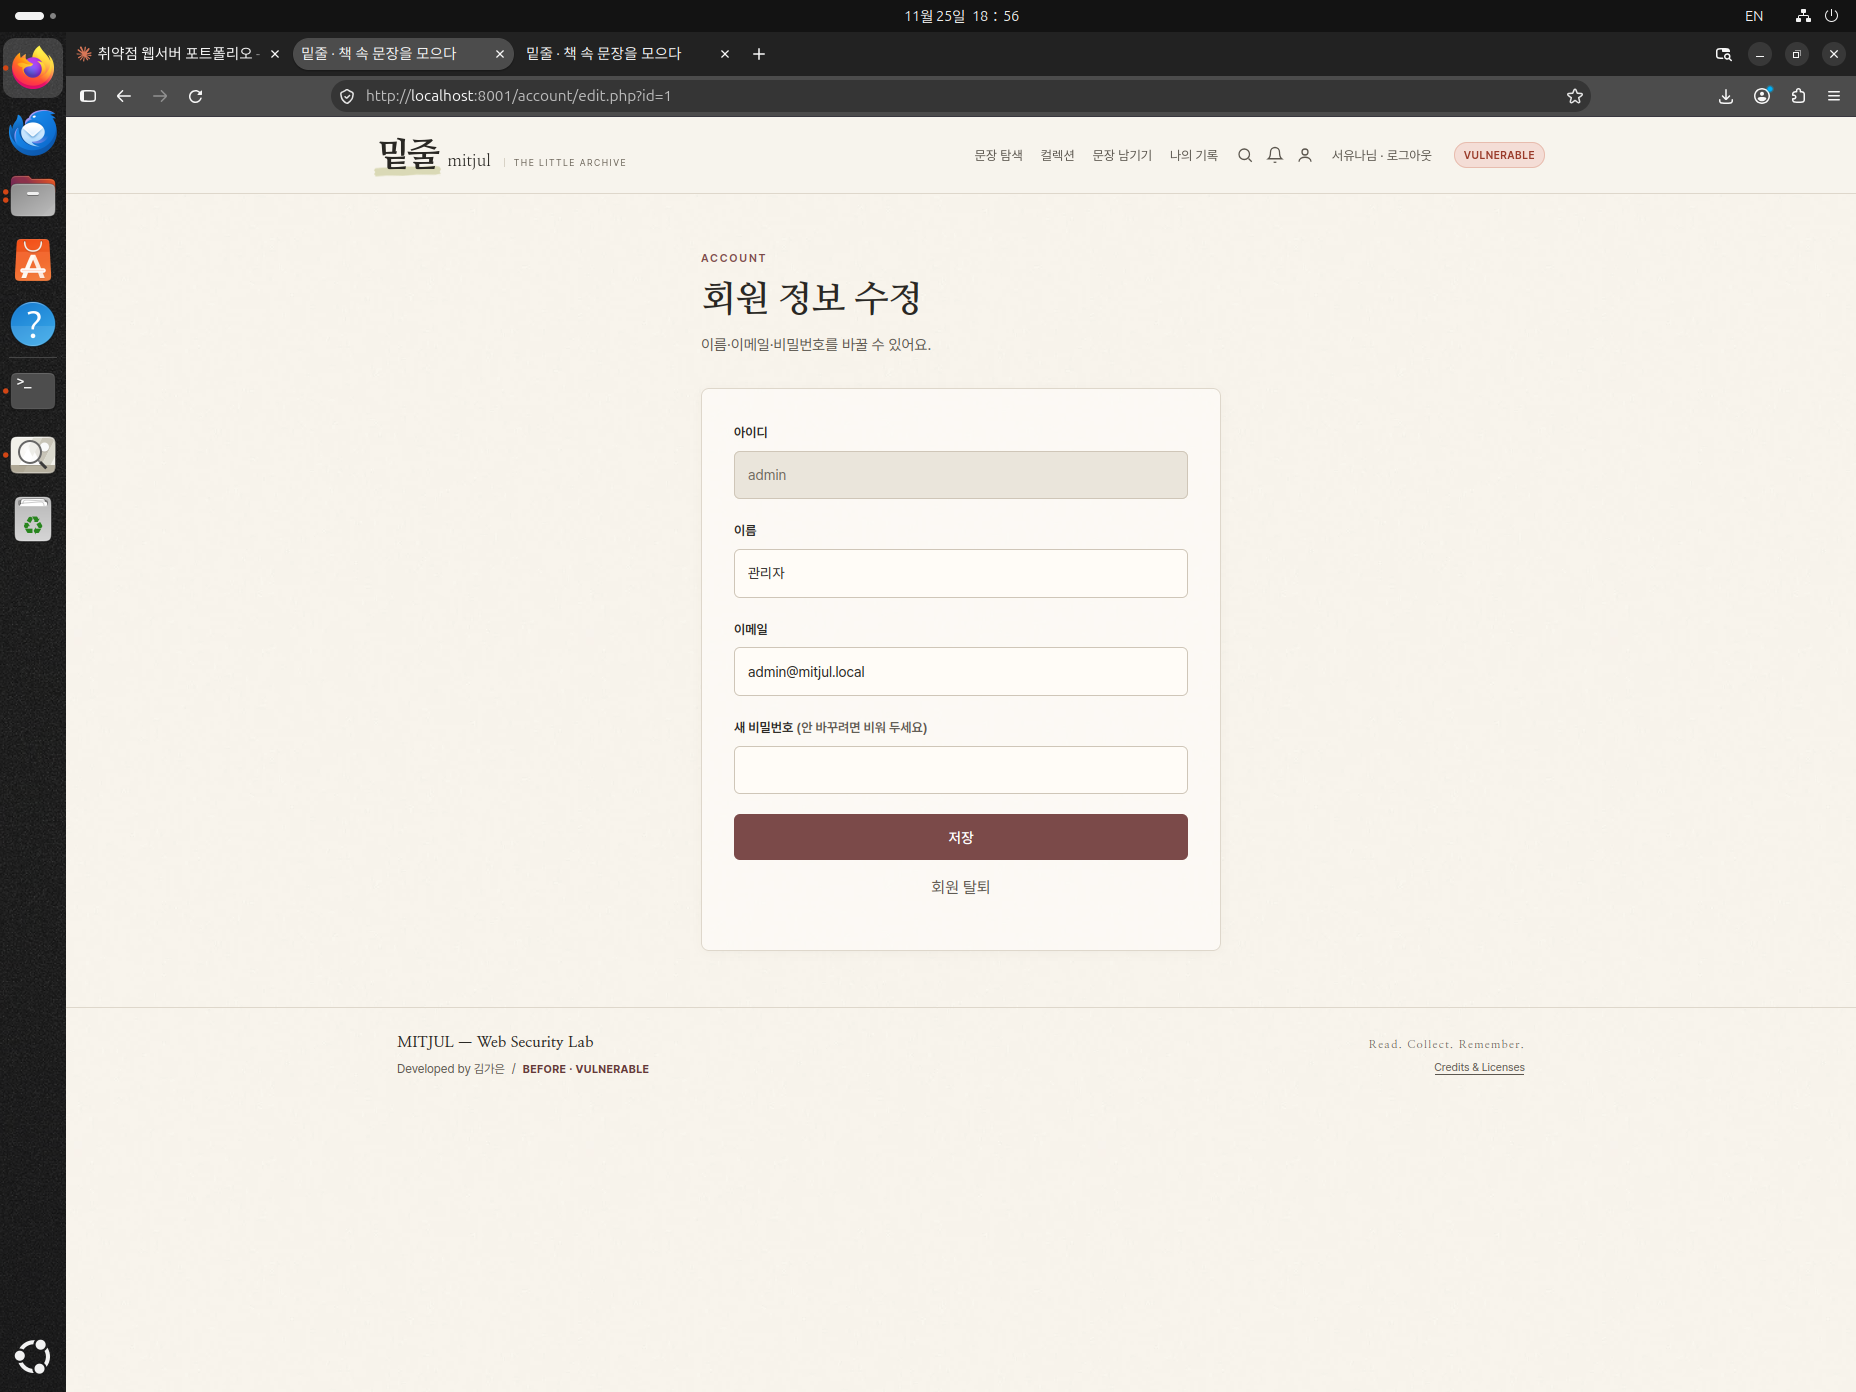 11월 25일 18 : 56
EN
취약점 웹서버 포트폴리오 -
밑줄 · 책 속 문장을 모으다
밑줄 · 책 속 문장을 모으다
http://localhost:8001/account/edit.php?id=1
밑줄 mitjul | THE LITTLE ARCHIVE
문장 탐색 컬렉션 문장 남기기 나의 기록 서유나님 · 로그아웃 VULNERABLE
ACCOUNT
회원 정보 수정
이름·이메일·비밀번호를 바꿀 수 있어요.
아이디
admin
이름
관리자
이메일
admin@mitjul.local
새 비밀번호 (안 바꾸려면 비워 두세요)
저장
회원 탈퇴
MITJUL — Web Security Lab
Developed by 김가은 / BEFORE · VULNERABLE
Read. Collect. Remember.
Credits & Licenses